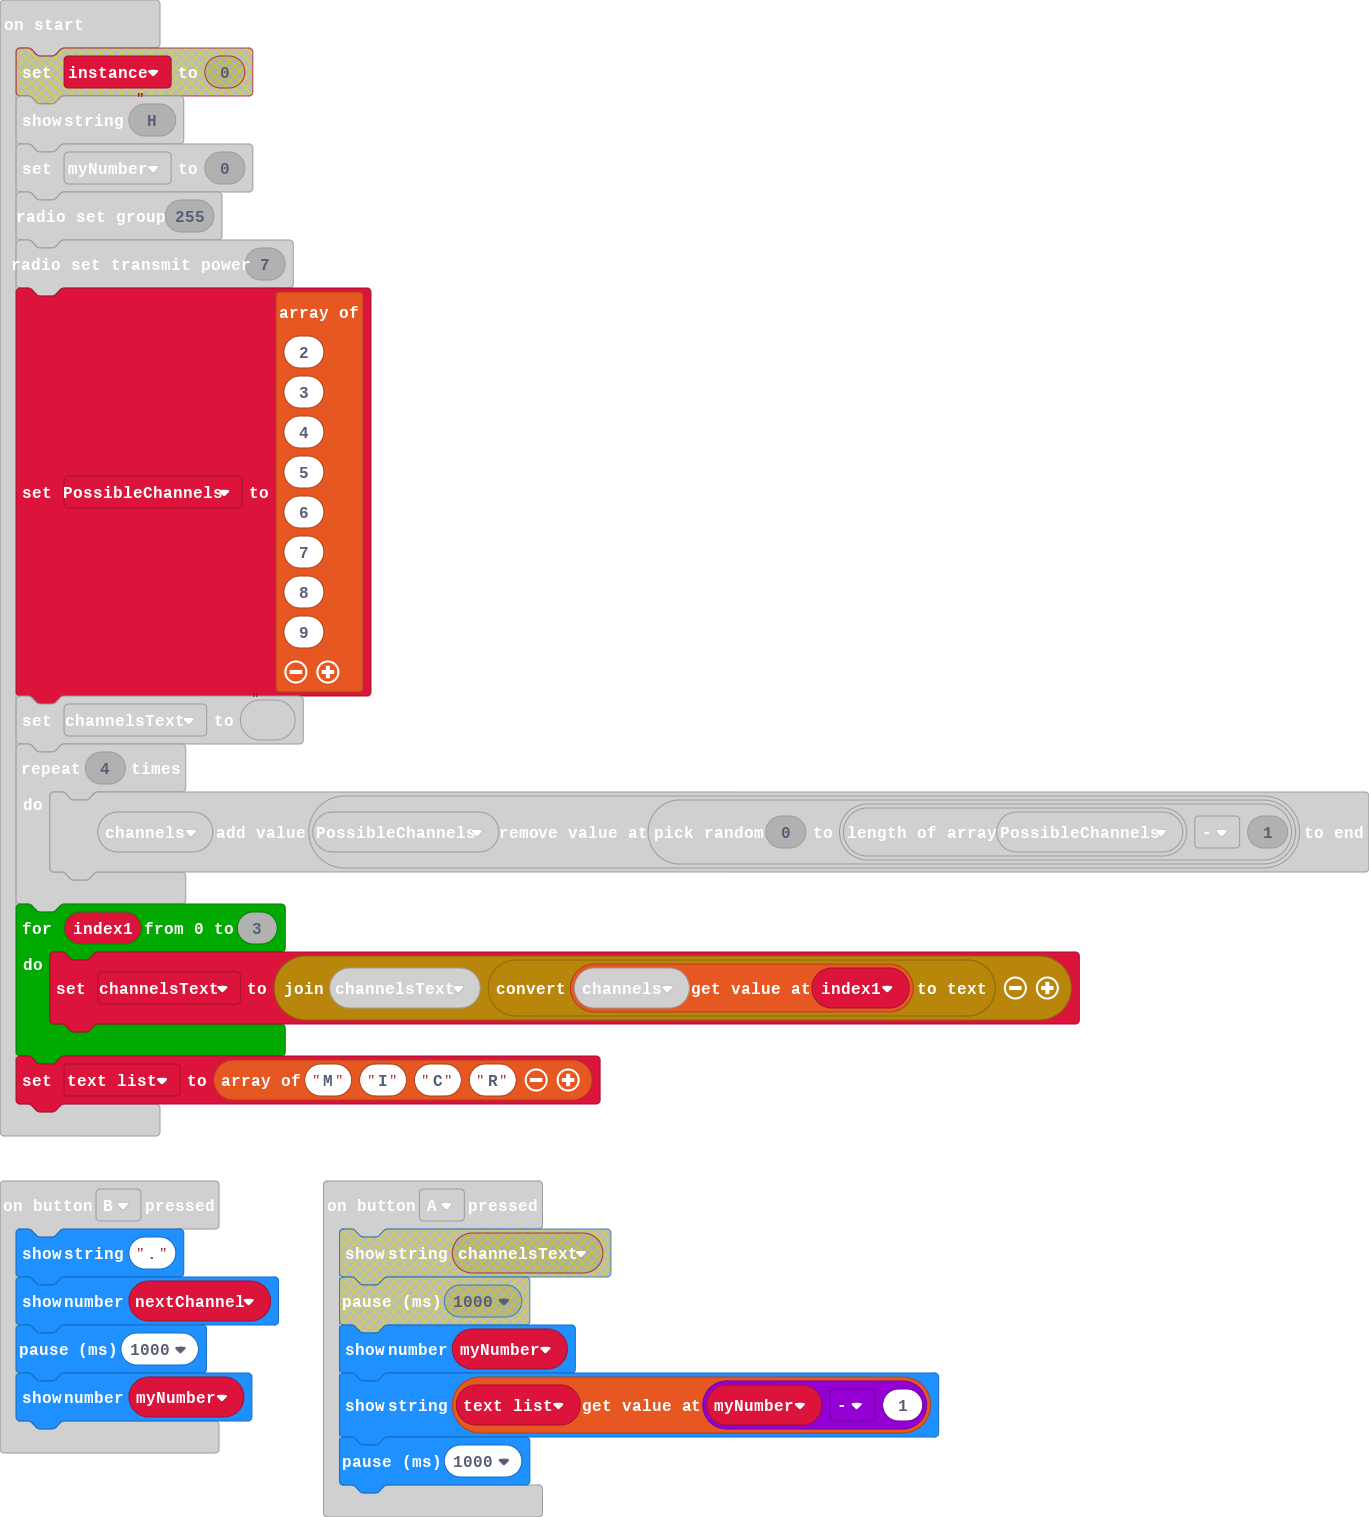 on start
set instance to 0
show string " H
set myNumber to 0
radio set group 255
radio set transmit power 7
set PossibleChannels to array of
2
3
4
5
6
7
8
9
set channelsText to "
repeat 4 times
do channels add value PossibleChannels remove value at pick random 0 to length of array PossibleChannels - 1 to end
for index1 from 0 to 3
do set channelsText to join channelsText convert channels get value at index1 to text
set text list to array of "M" "I" "C" "R"
on button B pressed
show string "."
show number nextChannel
pause (ms) 1000
show number myNumber
on button A pressed
show string channelsText
pause (ms) 1000
show number myNumber
show string text list get value at myNumber - 1
pause (ms) 1000